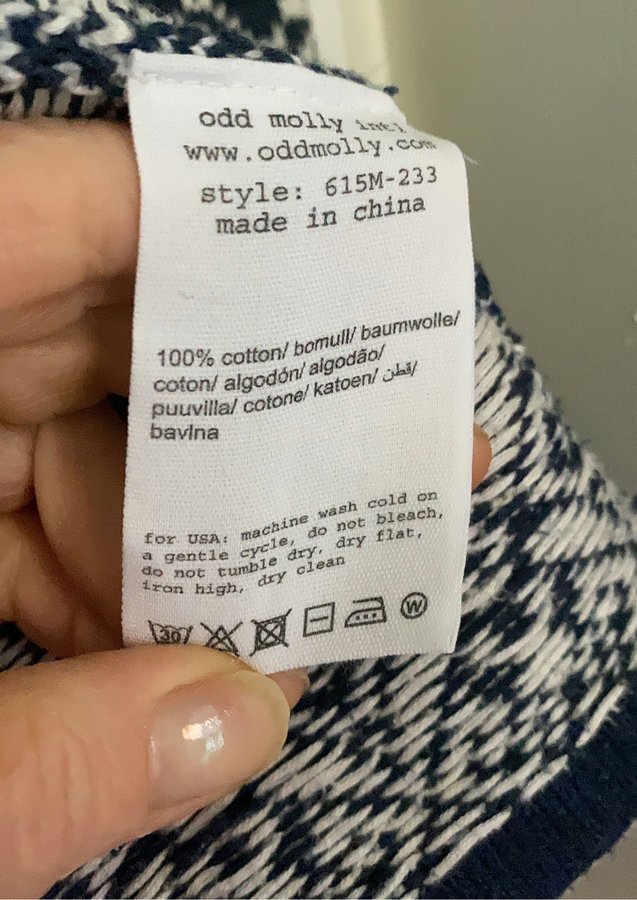 odd molly intl
www.oddmolly.com
style: 615M-233
made in china
100% cotton/ bomull/ baumwolle/
coton/ algodón/ algodão/
puuvilla/ cotone/ katoen/ قطن/
bavlna
for USA: machine wash cold on
a gentle cycle, do not bleach,
do not tumble dry, dry flat,
iron high, dry clean
30 W